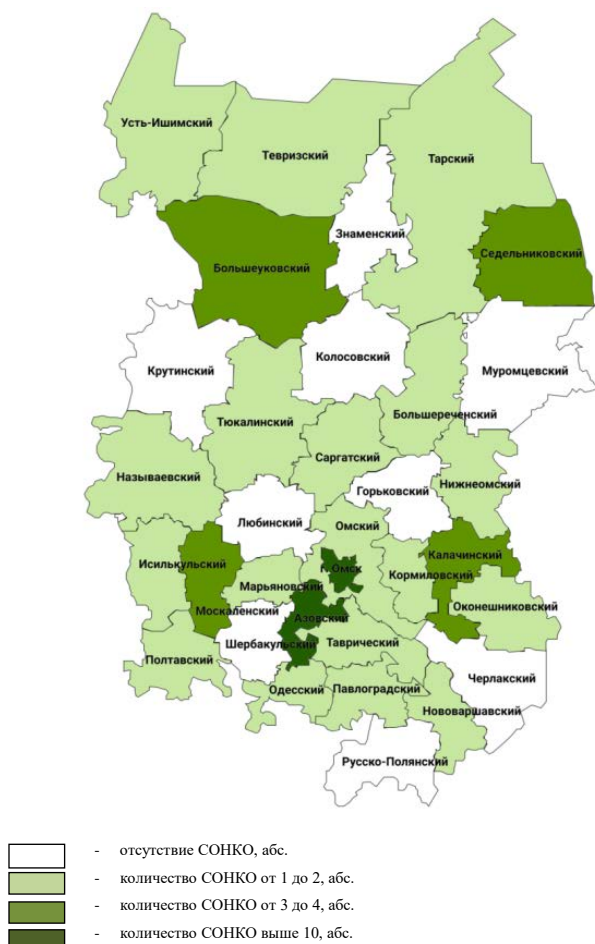 Усть-Ишимский
Тевризский
Тарский
Знаменский
Седельниковский
Большеуковский
Колосовский
Крутинский
Муромцевский
Большереченский
Тюкалинский
Саргатский
Называевский
Нижнеомский
Горьковский
Любинский
Омский
Калачинский
Исилькульский
г. Омск
Кормиловский
Марьяновский
Оконешниковский
Москаленский
Азовский
Шербакульский
Таврический
Полтавский
Черлакский
Одесский
Павлоградский
Нововаршавский
Русско-Полянский
- отсутствие СОНКО, абс.
- количество СОНКО от 1 до 2, абс.
- количество СОНКО от 3 до 4, абс.
- количество СОНКО выше 10, абс.